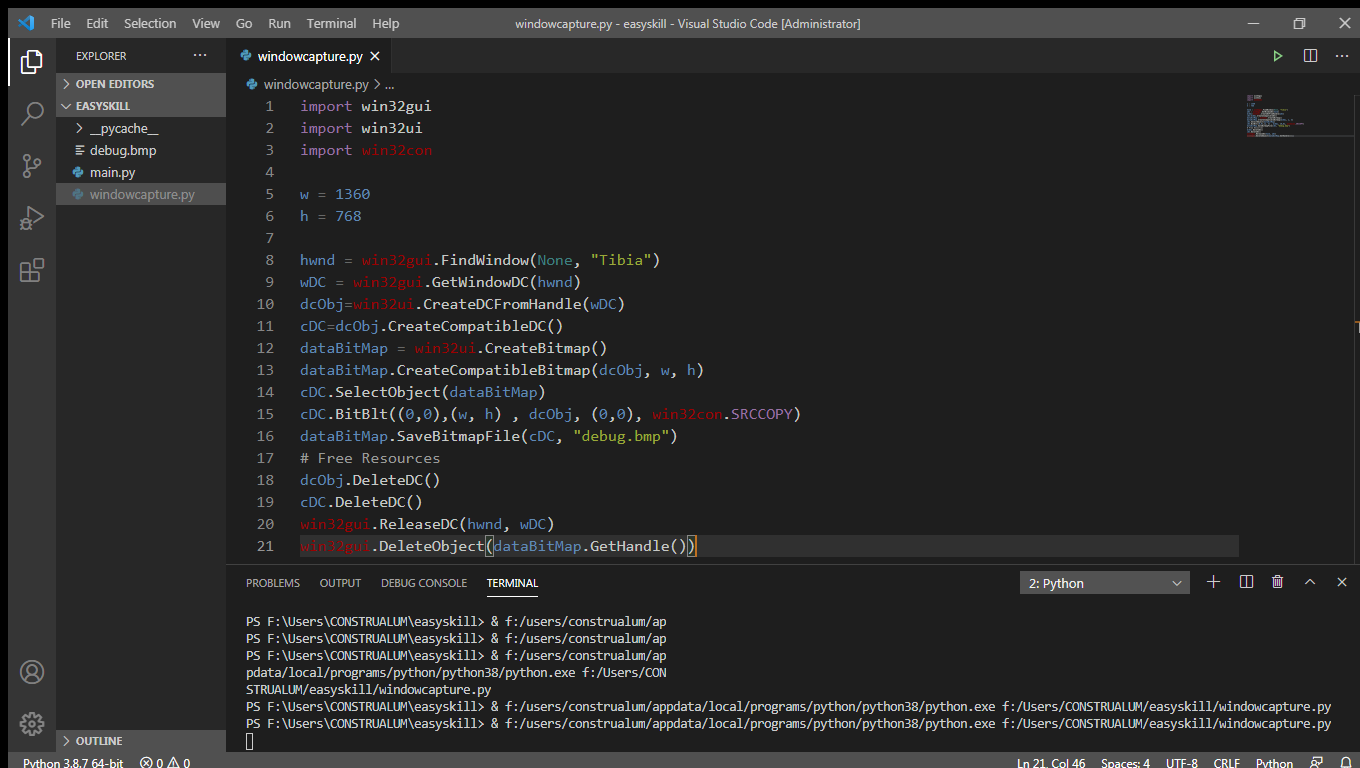 File Edit Selection View Go Run Terminal Help windowcapture.py - easyskill - Visual Studio Code [Administrator]
EXPLORER
OPEN EDITORS
EASYSKILL
__pycache__
debug.bmp
main.py
windowcapture.py
OUTLINE
windowcapture.py
windowcapture.py > ...
1 import win32gui
2 import win32ui
3 import win32con
4
5 w = 1360
6 h = 768
7
8 hwnd = win32gui.FindWindow(None, "Tibia")
9 wDC = win32gui.GetWindowDC(hwnd)
10 dcObj=win32ui.CreateDCFromHandle(wDC)
11 cDC=dcObj.CreateCompatibleDC()
12 dataBitMap = win32ui.CreateBitmap()
13 dataBitMap.CreateCompatibleBitmap(dcObj, w, h)
14 cDC.SelectObject(dataBitMap)
15 cDC.BitBlt((0,0),(w, h) , dcObj, (0,0), win32con.SRCCOPY)
16 dataBitMap.SaveBitmapFile(cDC, "debug.bmp")
17 # Free Resources
18 dcObj.DeleteDC()
19 cDC.DeleteDC()
20 win32gui.ReleaseDC(hwnd, wDC)
21 win32gui.DeleteObject(dataBitMap.GetHandle())
PROBLEMS OUTPUT DEBUG CONSOLE TERMINAL 2: Python
PS F:\Users\CONSTRUALUM\easyskill> & f:/users/construalum/ap
PS F:\Users\CONSTRUALUM\easyskill> & f:/users/construalum/ap
PS F:\Users\CONSTRUALUM\easyskill> & f:/users/construalum/ap
pdata/local/programs/python/python38/python.exe f:/Users/CON
STRUALUM/easyskill/windowcapture.py
PS F:\Users\CONSTRUALUM\easyskill> & f:/users/construalum/appdata/local/programs/python/python38/python.exe f:/Users/CONSTRUALUM/easyskill/windowcapture.py
PS F:\Users\CONSTRUALUM\easyskill> & f:/users/construalum/appdata/local/programs/python/python38/python.exe f:/Users/CONSTRUALUM/easyskill/windowcapture.py
Python 3.8.7 64-bit 0 0 Ln 21, Col 46 Spaces: 4 UTF-8 CRLF Python